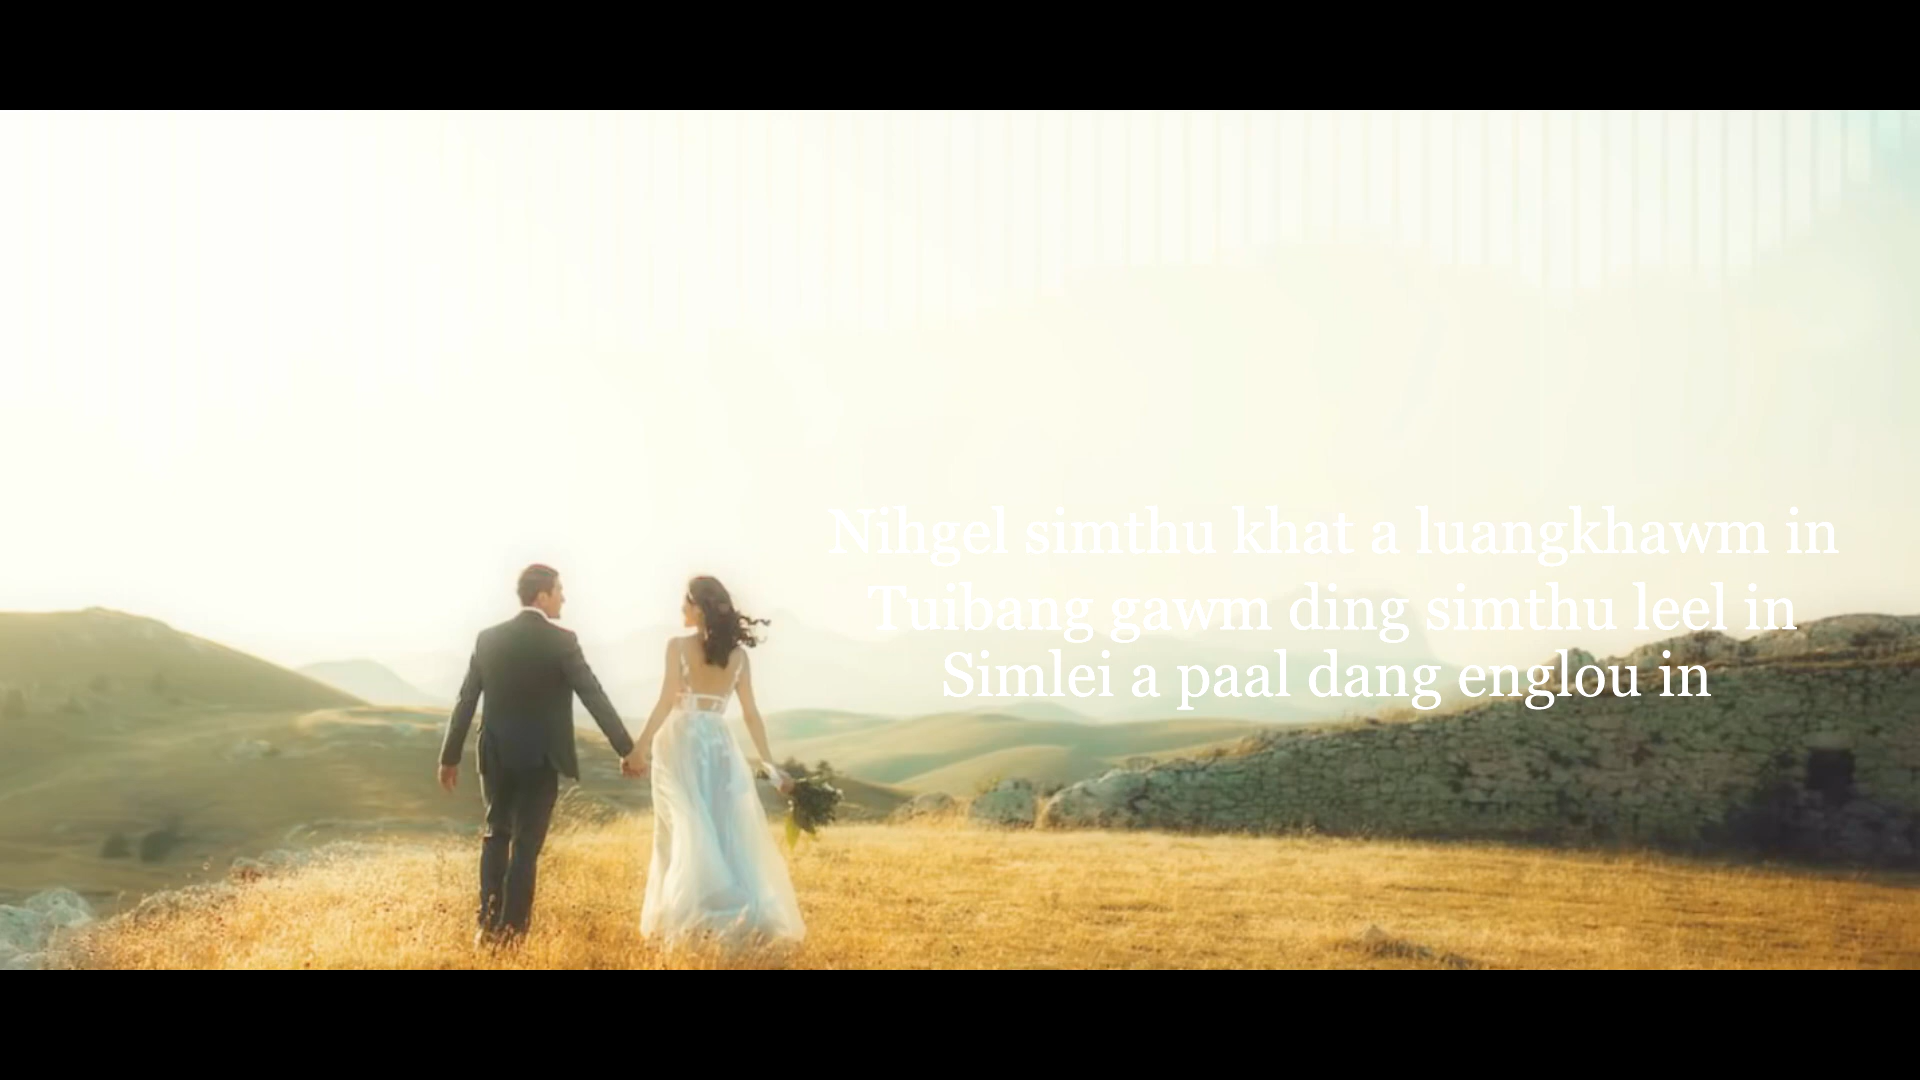 Nihgel simthu khat a luangkhawm in
Tuibang gawm ding simthu leel in
Simlei a paal dang englou in